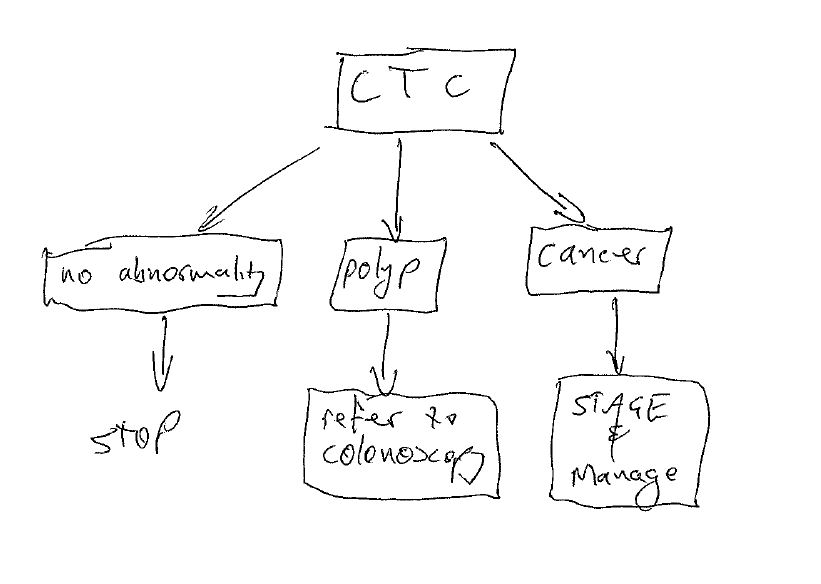 CTC
no abnormality
polyp
cancer
STOP
refer to
colonoscopy
STAGE
&
Manage